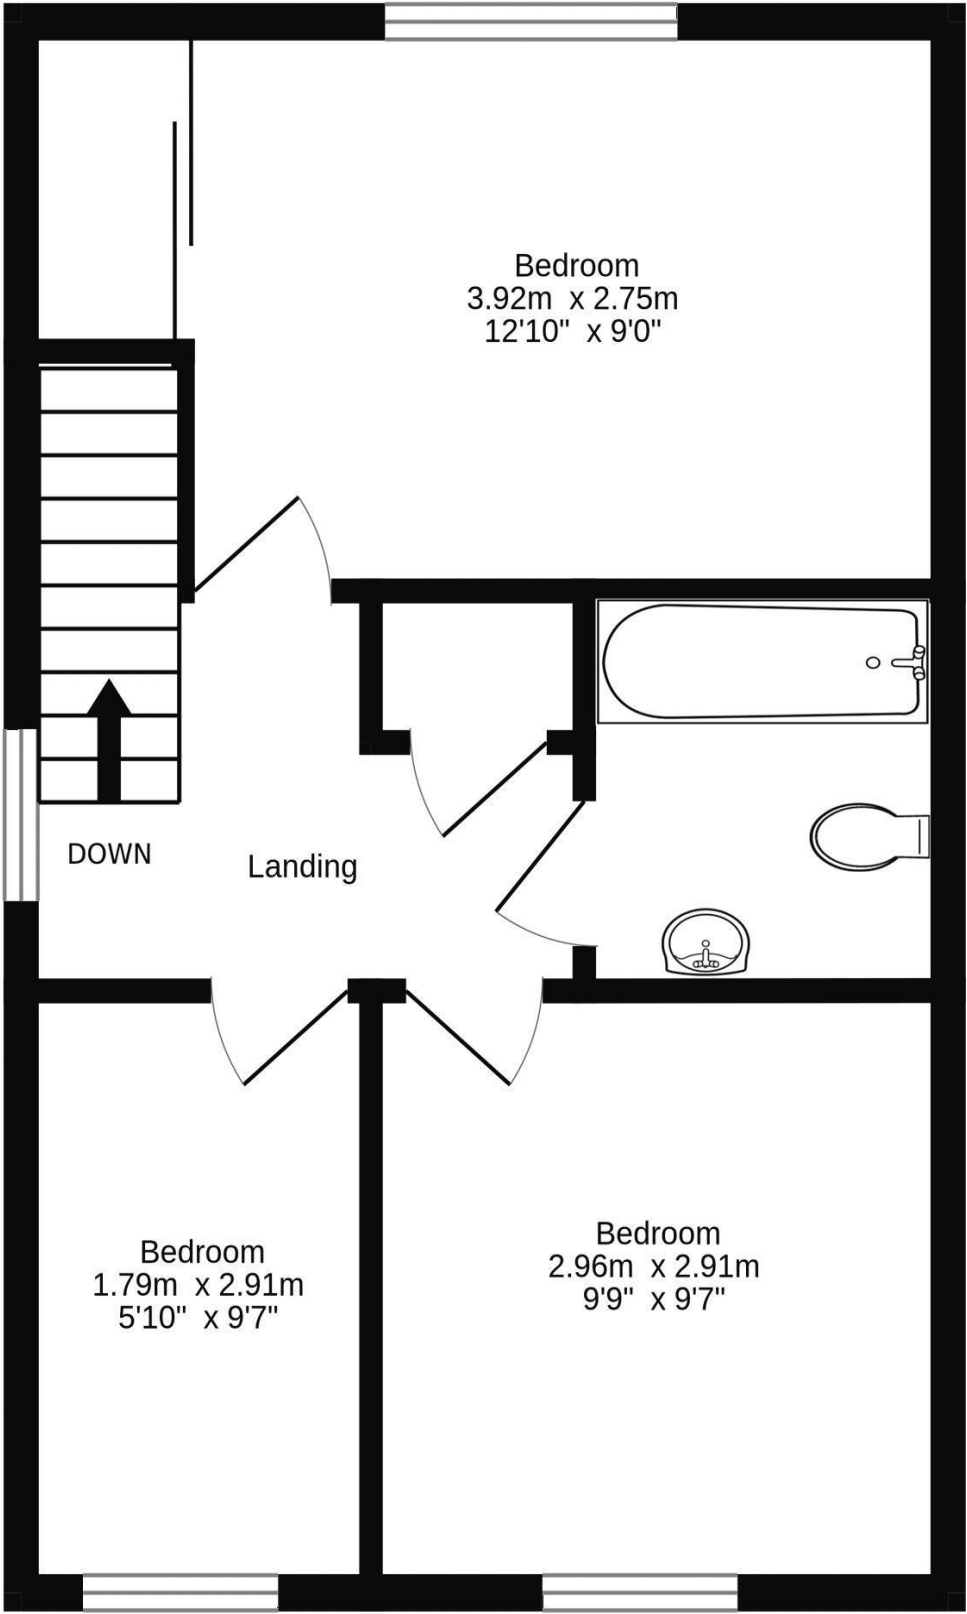 Bedroom
3.92m x 2.75m
12'10" x 9'0"
DOWN
Landing
Bedroom
1.79m x 2.91m
5'10" x 9'7"
Bedroom
2.96m x 2.91m
9'9" x 9'7"